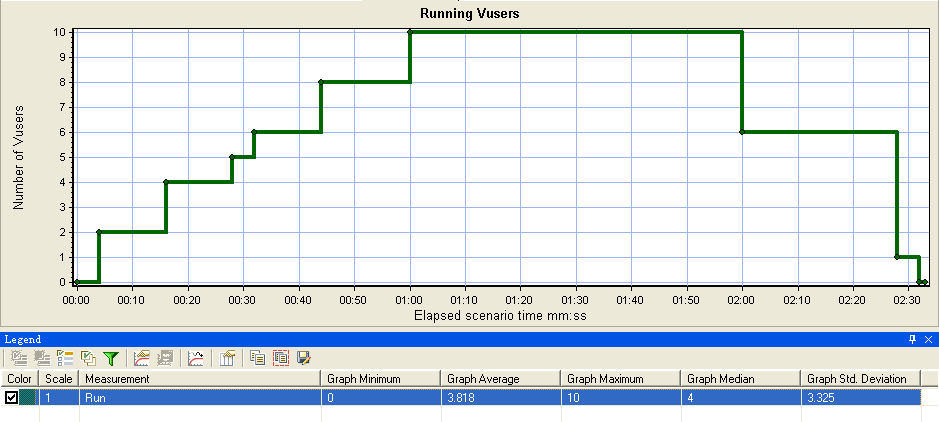 Running Vusers
Number of Vusers
10
9
8
7
6
5
4
3
2
1
0
00:00 00:10 00:20 00:30 00:40 00:50 01:00 01:10 01:20 01:30 01:40 01:50 02:00 02:10 02:20 02:30
Elapsed scenario time mm:ss
Legend
Color Scale Measurement Graph Minimum Graph Average Graph Maximum Graph Median Graph Std. Deviation
1 Run 0 3.818 10 4 3.325